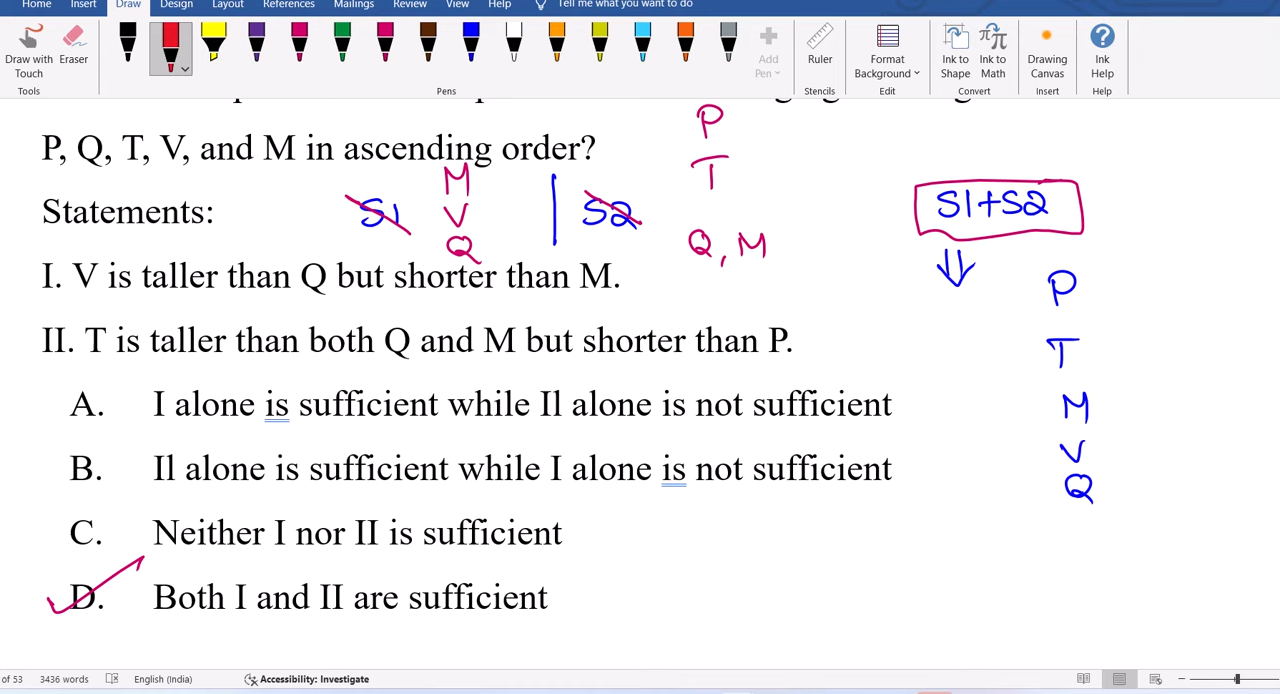 Home Insert Draw Design Layout References Mailings Review View Help Tell me what you want to do
Draw with Touch
Eraser
Add Pen
Ruler
Format Background
Ink to Shape
Ink to Math
Drawing Canvas
Ink Help
Tools Pens Stencils Edit Convert Insert Help
P
P, Q, T, V, and M in ascending order?
M T
Statements: S1 V S2 S1+S2
Q Q, M
I. V is taller than Q but shorter than M.
P
II. T is taller than both Q and M but shorter than P.
T
A. I alone is sufficient while Il alone is not sufficient
M
V
B. Il alone is sufficient while I alone is not sufficient
Q
C. Neither I nor II is sufficient
D. Both I and II are sufficient
of 53 3436 words English (India) Accessibility: Investigate